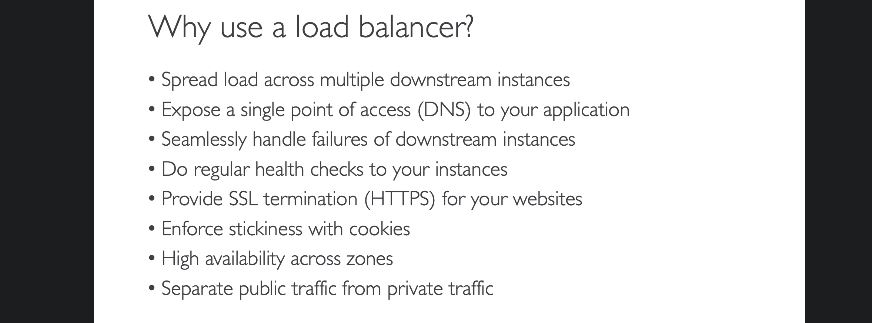 Why use a load balancer?
• Spread load across multiple downstream instances
• Expose a single point of access (DNS) to your application
• Seamlessly handle failures of downstream instances
• Do regular health checks to your instances
• Provide SSL termination (HTTPS) for your websites
• Enforce stickiness with cookies
• High availability across zones
• Separate public traffic from private traffic